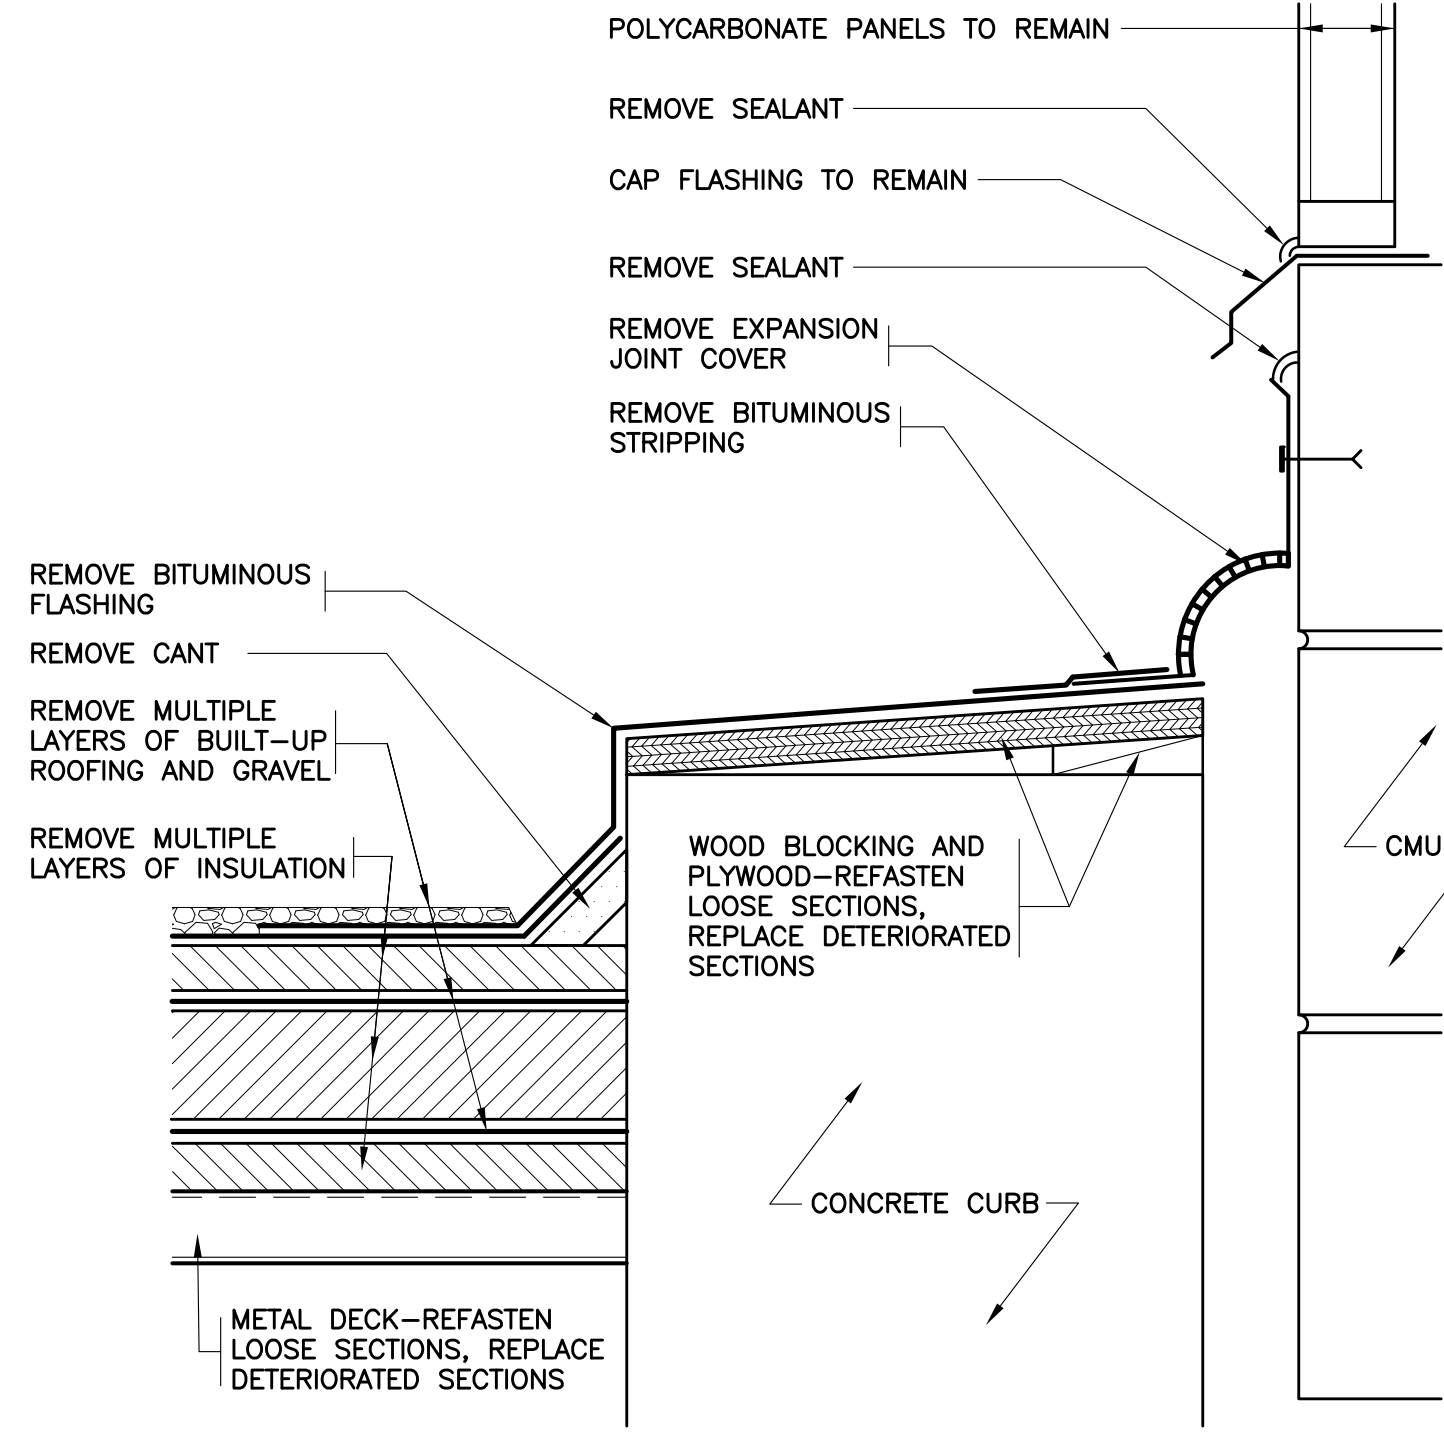 POLYCARBONATE PANELS TO REMAIN
REMOVE SEALANT
CAP FLASHING TO REMAIN
REMOVE SEALANT
REMOVE EXPANSION
JOINT COVER
REMOVE BITUMINOUS
STRIPPING
REMOVE BITUMINOUS
FLASHING
REMOVE CANT
REMOVE MULTIPLE
LAYERS OF BUILT-UP
ROOFING AND GRAVEL
REMOVE MULTIPLE
LAYERS OF INSULATION
WOOD BLOCKING AND
PLYWOOD-REFASTEN
LOOSE SECTIONS,
REPLACE DETERIORATED
SECTIONS
CMU
CONCRETE CURB
METAL DECK-REFASTEN
LOOSE SECTIONS, REPLACE
DETERIORATED SECTIONS